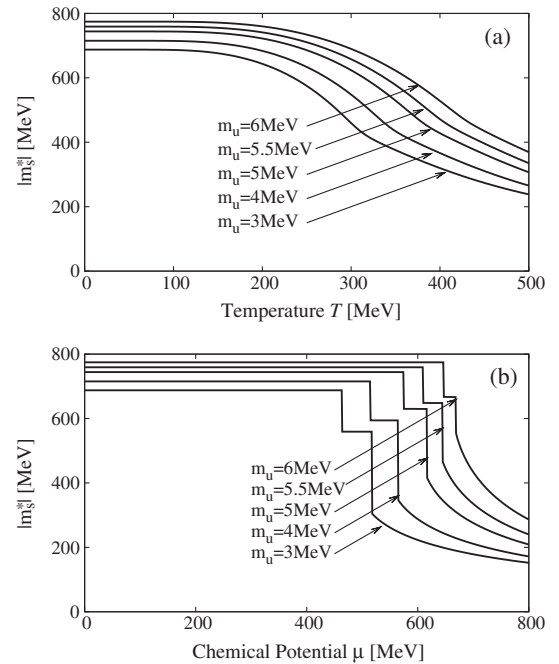 800
(a)
600
|m*s| [MeV]
400
mu=6MeV
mu=5.5MeV
mu=5MeV
mu=4MeV
mu=3MeV
200
0
0 100 200 300 400 500
Temperature T [MeV]
800
(b)
600
|m*s| [MeV]
400
mu=6MeV
mu=5.5MeV
mu=5MeV
mu=4MeV
mu=3MeV
200
0
0 200 400 600 800
Chemical Potential μ [MeV]